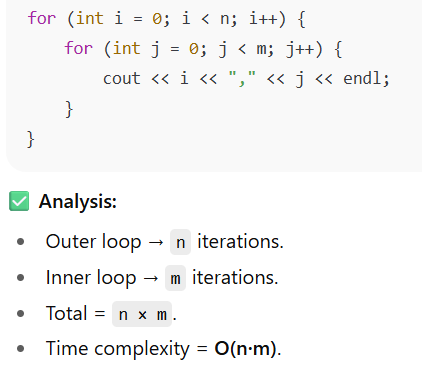 for (int i = 0; i < n; i++) {
    for (int j = 0; j < m; j++) {
        cout << i << "," << j << endl;
    }
}
✅ Analysis:
• Outer loop → n iterations.
• Inner loop → m iterations.
• Total = n × m.
• Time complexity = O(n·m).